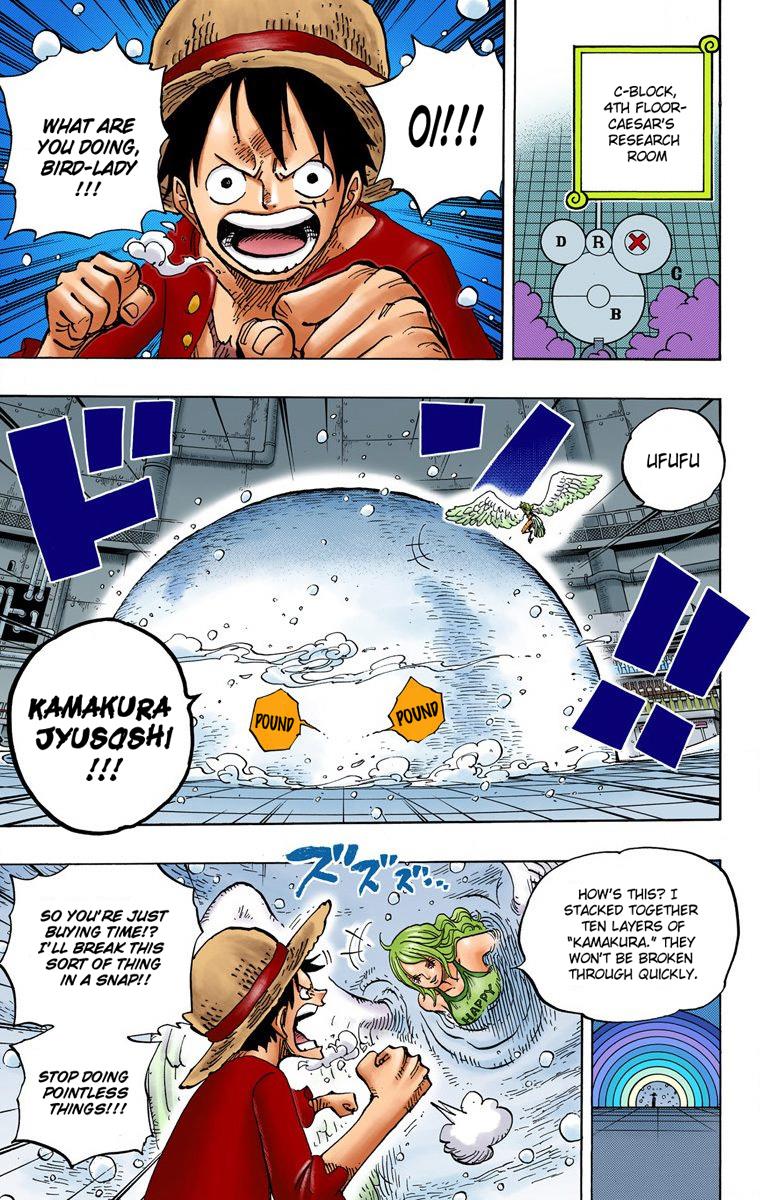 C-BLOCK,
4TH FLOOR-
CAESAR'S
RESEARCH
ROOM
D
R
C
B
OI!!!
WHAT ARE
YOU DOING,
BIRD-LADY
!!!
UFUFU
ドンッ!!
POUND
POUND
KAMAKURA
JYUSOSHI
!!!
HOW'S THIS? I
STACKED TOGETHER
TEN LAYERS OF
"KAMAKURA." THEY
WON'T BE BROKEN
THROUGH QUICKLY.
ズズズ...
HAPPY
SO YOU'RE JUST
BUYING TIME!?
I'LL BREAK THIS
SORT OF THING
IN A SNAP!!
STOP DOING
POINTLESS
THINGS!!!